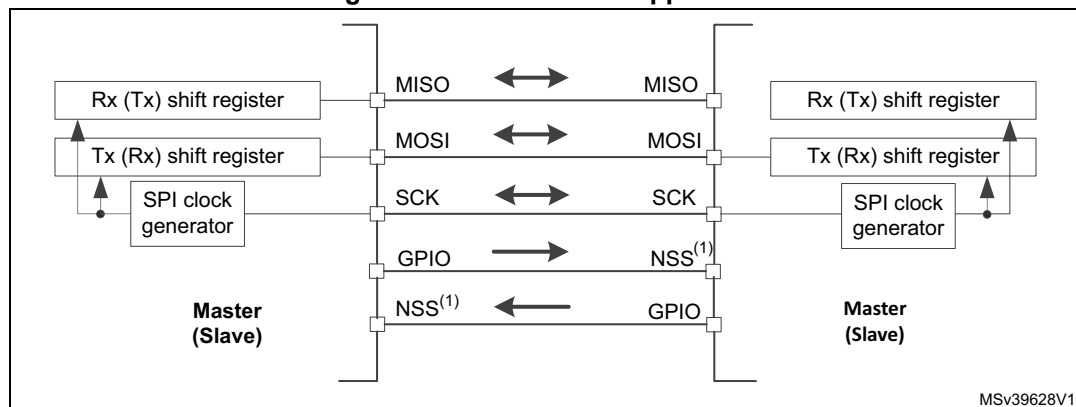 Rx (Tx) shift register
Tx (Rx) shift register
SPI clock
generator
Master
(Slave)
MISO MISO
MOSI MOSI
SCK SCK
GPIO NSS(1)
NSS(1) GPIO
Rx (Tx) shift register
Tx (Rx) shift register
SPI clock
generator
Master
(Slave)
MSv39628V1